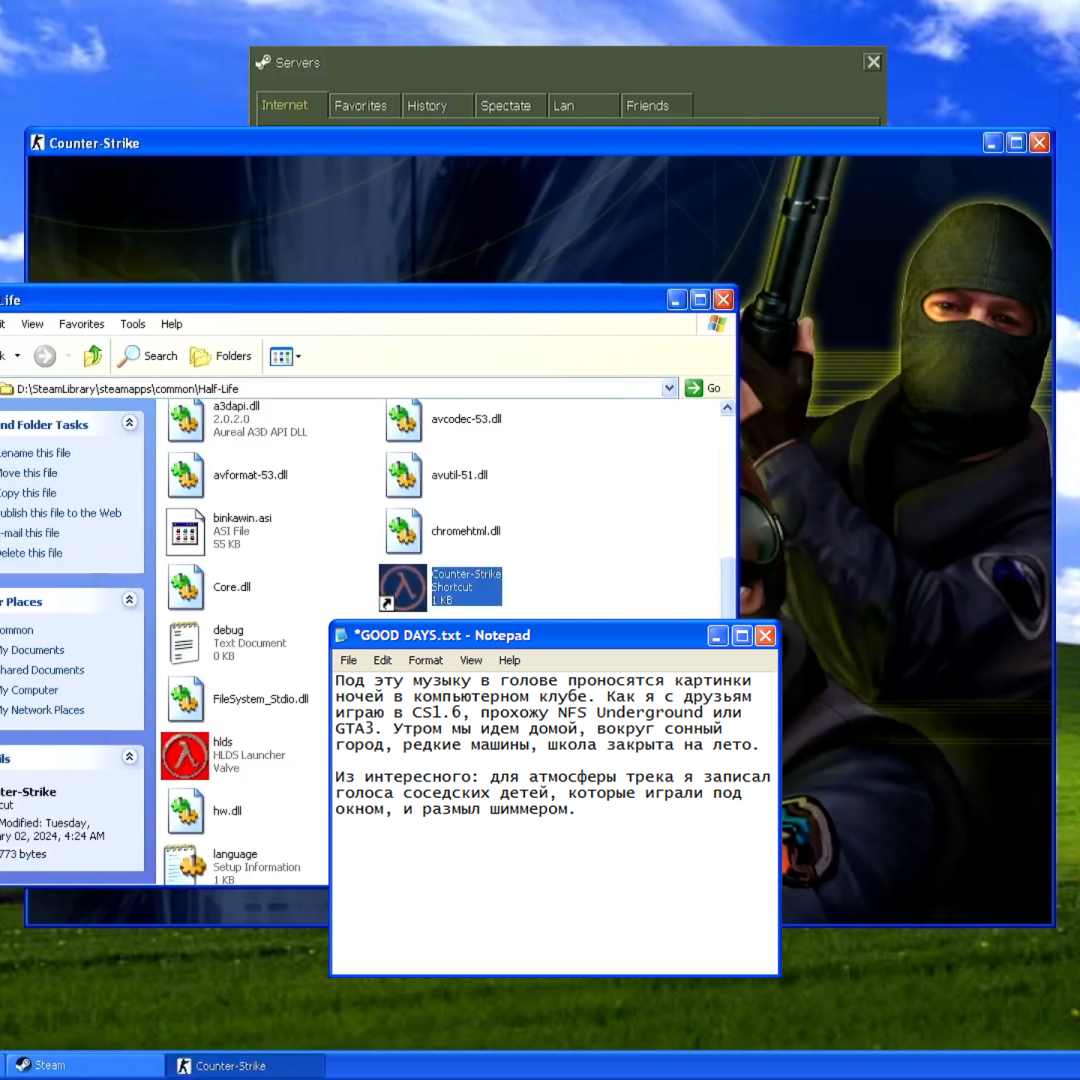 Servers
Internet
Favorites
History
Spectate
Lan
Friends
Counter-Strike
Life
View Favorites Tools Help
Search
Folders
D:\SteamLibrary\steamapps\common\Half-Life
Go
nd Folder Tasks
ename this file
ove this file
opy this file
ublish this file to the Web
-mail this file
elete this file
r Places
ommon
y Documents
hared Documents
y Computer
y Network Places
ls
ter-Strike
cut
Modified: Tuesday,
ry 02, 2024, 4:24 AM
773 bytes
a3dapi.dll
2.0.2.0
Aureal A3D API DLL
avcodec-53.dll
avformat-53.dll
avutil-51.dll
binkawin.asi
ASI File
55 KB
chromehtml.dll
Core.dll
Counter-Strike
Shortcut
1 KB
debug
Text Document
0 KB
FileSystem_Stdio.dll
hlds
HLDS Launcher
Valve
hw.dll
language
Setup Information
1 KB
*GOOD DAYS.txt - Notepad
File Edit Format View Help
Под эту музыку в голове проносятся картинки
ночей в компьютерном клубе. Как я с друзьям
играю в CS1.6, прохожу NFS Underground или
GTA3. Утром мы идем домой, вокруг сонный
город, редкие машины, школа закрыта на лето.
Из интересного: для атмосферы трека я записал
голоса соседских детей, которые играли под
окном, и размыл шиммером.
Steam
Counter-Strike